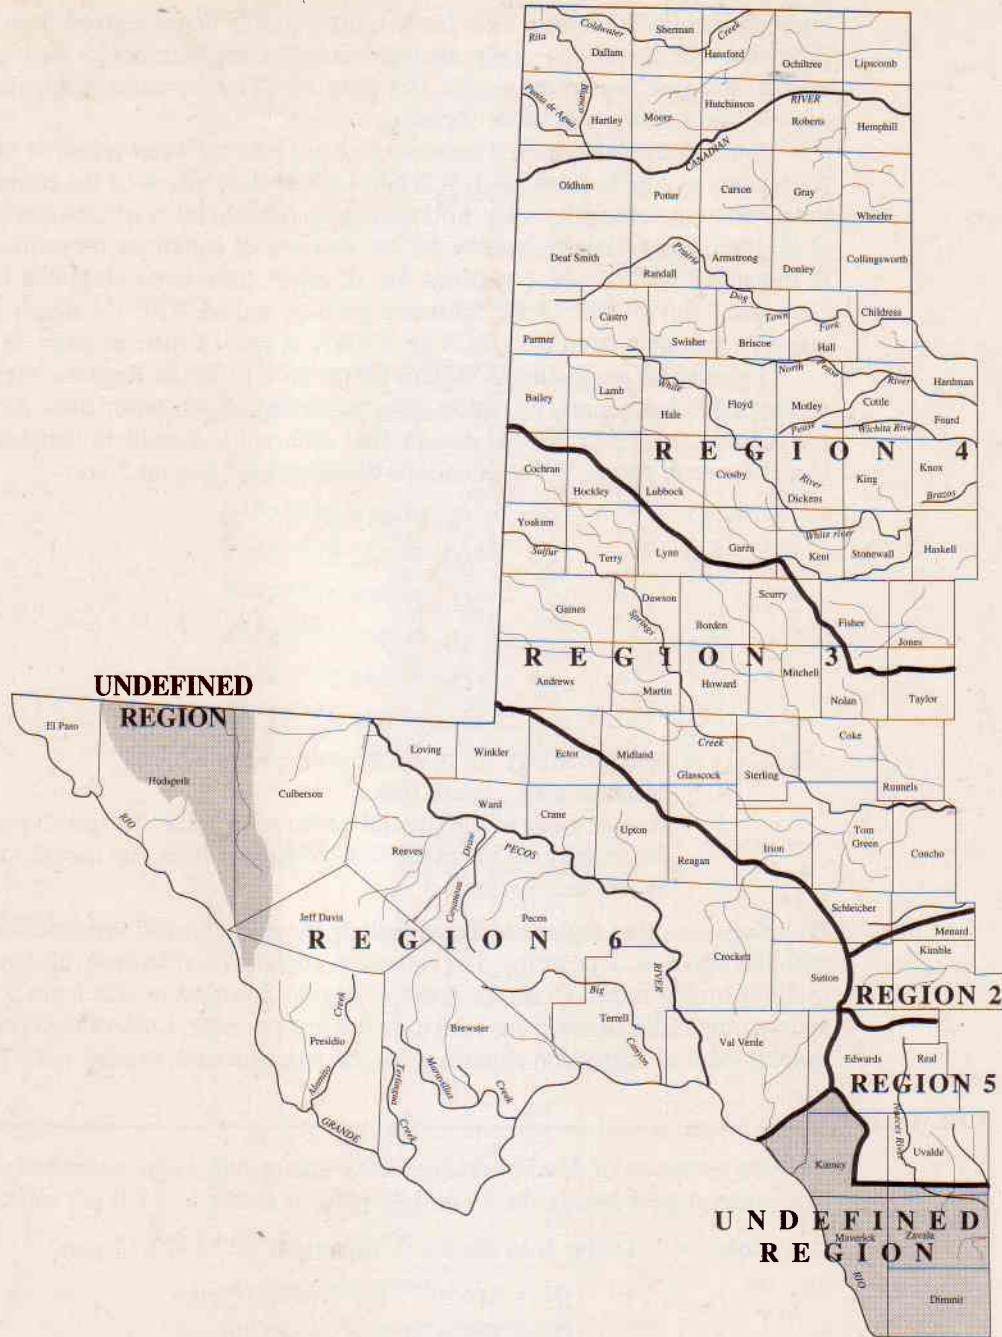 Coldwater Sherman Creek
Rita Dallam Hansford Ochiltree Lipscomb
Punta de Agua Blanco Hartley Moore Hutchinson RIVER Roberts Hemphill
CANADIAN
Oldham Potter Carson Gray Wheeler
Deaf Smith Randall Prairie Armstrong Donley Collingsworth
Dog Town Fork Childress
Parmer Castro Swisher Briscoe Hall
North Pease River Hardman
Bailey Lamb White Hale Floyd Motley Cottle Foard
Pease Wichita River
REGION 4
Cochran Hockley Lubbock Crosby River Dickens King Knox Brazos
Yoakum White river
Sulfur Terry Lynn Garza Kent Stonewall Haskell
Gaines Dawson Springs Borden Scurry Fisher Jones
REGION 3
Andrews Martin Howard Mitchell Nolan Taylor
UNDEFINED
REGION
El Paso Hudspeth Culberson
RIO
Loving Winkler Ector Midland Creek Glasscock Sterling Coke Runnels
Ward Crane Upton Reagan Irion Tom
Green Concho
Reeves Draw PECOS
Coyanosa
Jeff Davis Pecos Schleicher Menard
REGION 6
Crockett Sutton Kimble
RIVER
REGION 2
Big
Terrell
Canyon
Creek
Presidio Brewster Val Verde Edwards Real
REGION 5
Alamito Terlingua Creek Maravillas Creek
GRANDE
Nueces River Uvalde
Kinney
UNDEFINED
REGION
Maverick Zavala
RIO
Dimmit